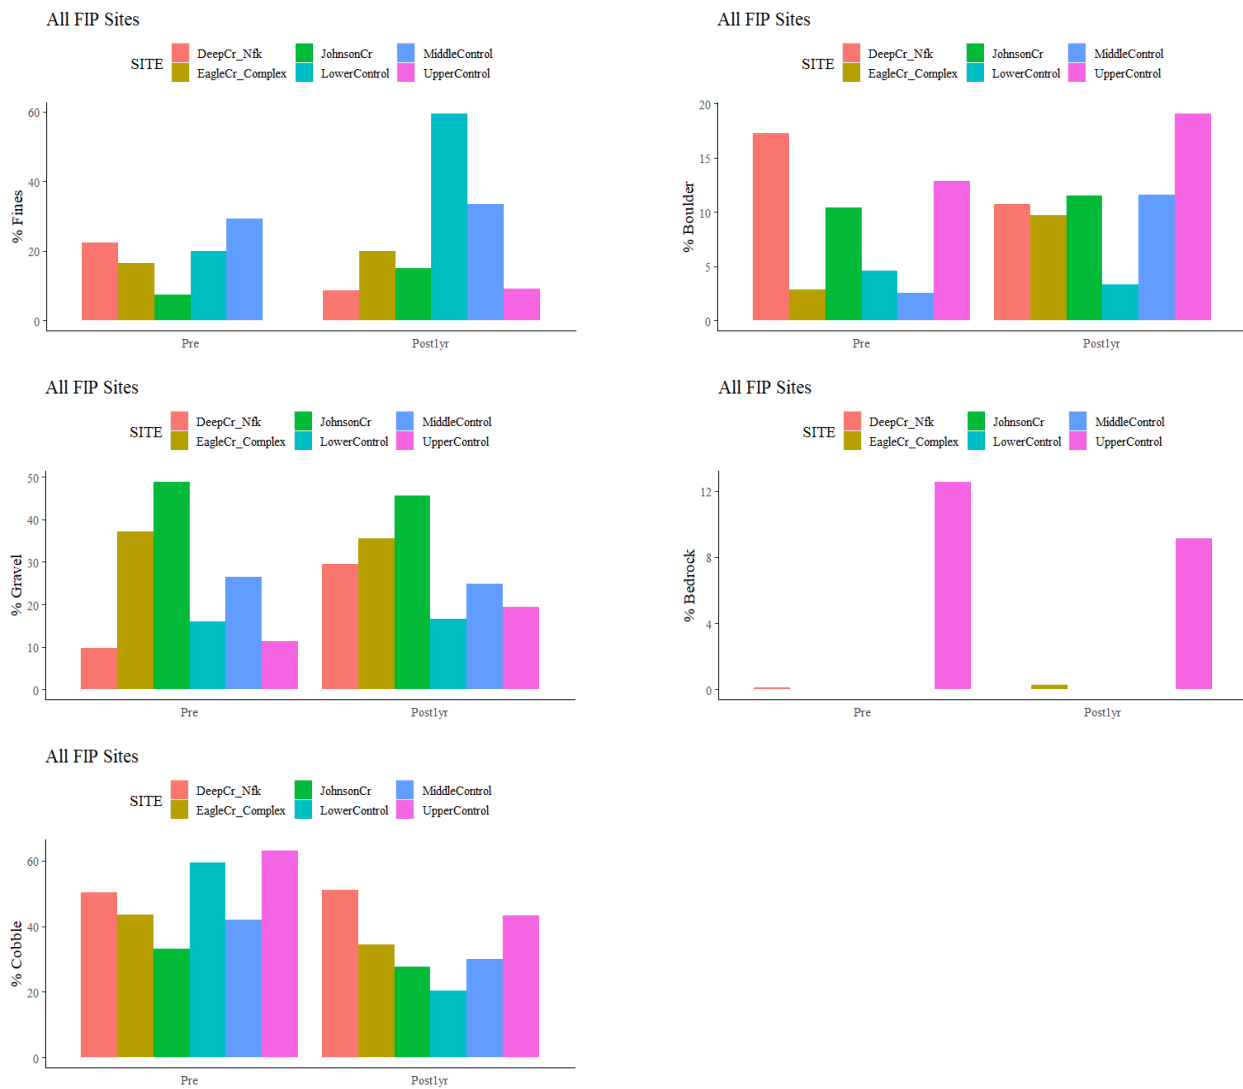 All FIP Sites
SITE DeepCr_Nfk JohnsonCr MiddleControl
EagleCr_Complex LowerControl UpperControl
60
40
20
0
% Fines
Pre Post1yr
All FIP Sites
SITE DeepCr_Nfk JohnsonCr MiddleControl
EagleCr_Complex LowerControl UpperControl
20
15
10
5
0
% Boulder
Pre Post1yr
All FIP Sites
SITE DeepCr_Nfk JohnsonCr MiddleControl
EagleCr_Complex LowerControl UpperControl
50
40
30
20
10
0
% Gravel
Pre Post1yr
All FIP Sites
SITE DeepCr_Nfk JohnsonCr MiddleControl
EagleCr_Complex LowerControl UpperControl
12
8
4
0
% Bedrock
Pre Post1yr
All FIP Sites
SITE DeepCr_Nfk JohnsonCr MiddleControl
EagleCr_Complex LowerControl UpperControl
60
40
20
0
% Cobble
Pre Post1yr